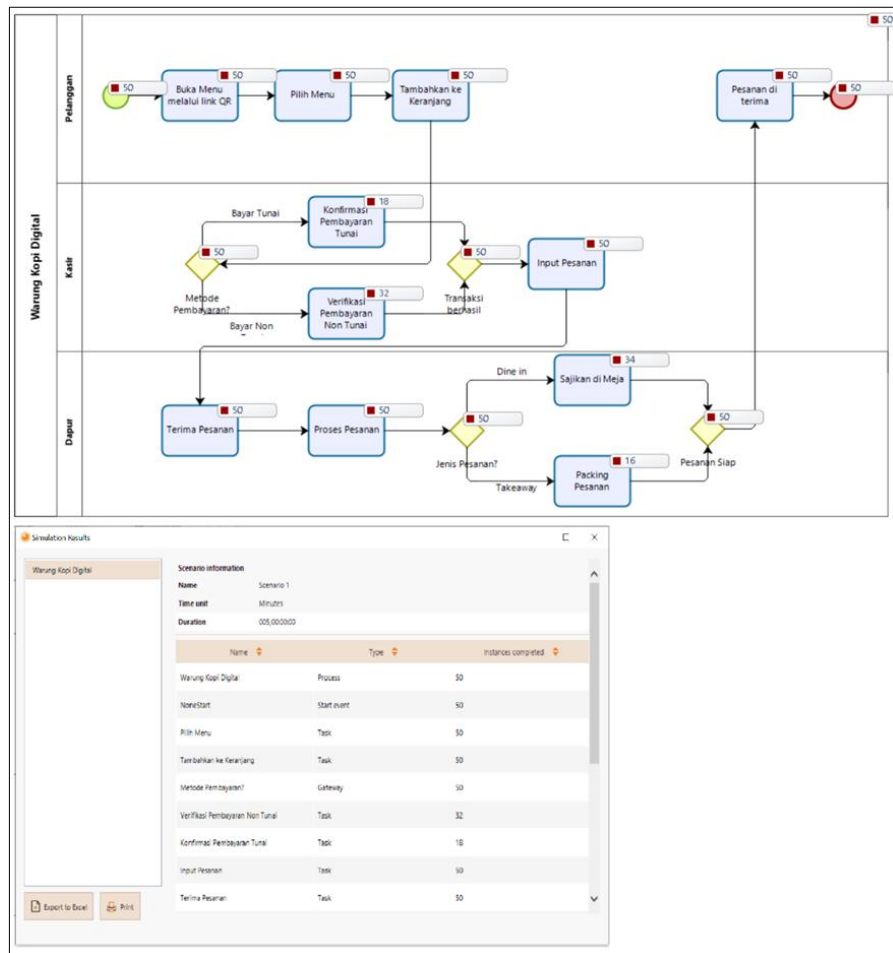 50
Warung Kopi Digital
Pelanggan
50
Buka Menu
melalui link QR
50
Pilih Menu
50
Tambahkan ke
Keranjang
50
Pesanan di
terima
50
50
Kasir
Bayar Tunai
Konfirmasi
Pembayaran
Tunai
18
50
Metode
Pembayaran?
Bayar Non
Verifikasi
Pembayaran
Non Tunai
32
50
Transaksi
berhasil
Input Pesanan
50
Dapur
Terima Pesanan
50
Proses Pesanan
50
50
Jenis Pesanan?
Dine in
Sajikan di Meja
34
Takeaway
Packing
Pesanan
16
50
Pesanan Siap
Simulation Results
Warung Kopi Digital
Scenario information
Name Scenario 1
Time unit Minutes
Duration 005,00:00:00
Name Type Instances completed
Warung Kopi Digital Process 50
NoneStart Start event 50
Pilih Menu Task 50
Tambahkan ke Keranjang Task 50
Metode Pembayaran? Gateway 50
Verifikasi Pembayaran Non Tunai Task 32
Konfirmasi Pembayaran Tunai Task 18
Input Pesanan Task 50
Terima Pesanan Task 50
Export to Excel
Print